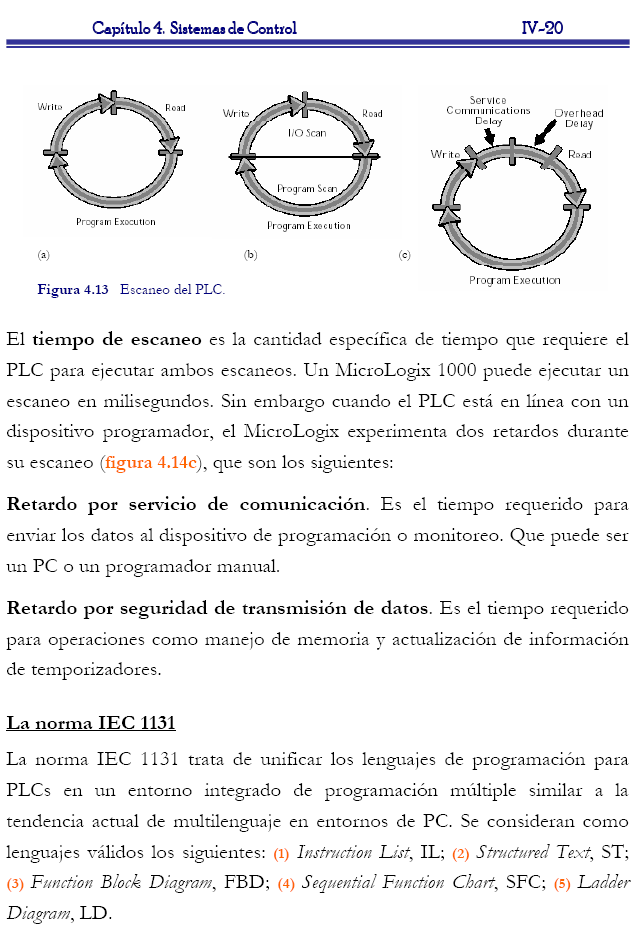 Capítulo 4. Sistemas de Control IV-20
Write Read
Program Execution
(a)
Write Read
I/O Scan
Program Scan
Program Execution
(b)
Service
Communications
Delay
Overhead
Delay
Write Read
Program Execution
(c)
Figura 4.13 Escaneo del PLC.
El tiempo de escaneo es la cantidad específica de tiempo que requiere el
PLC para ejecutar ambos escaneos. Un MicroLogix 1000 puede ejecutar un
escaneo en milisegundos. Sin embargo cuando el PLC está en línea con un
dispositivo programador, el MicroLogix experimenta dos retardos durante
su escaneo (figura 4.14c), que son los siguientes:
Retardo por servicio de comunicación. Es el tiempo requerido para
enviar los datos al dispositivo de programación o monitoreo. Que puede ser
un PC o un programador manual.
Retardo por seguridad de transmisión de datos. Es el tiempo requerido
para operaciones como manejo de memoria y actualización de información
de temporizadores.
La norma IEC 1131
La norma IEC 1131 trata de unificar los lenguajes de programación para
PLCs en un entorno integrado de programación múltiple similar a la
tendencia actual de multilenguaje en entornos de PC. Se consideran como
lenguajes válidos los siguientes: (1) Instruction List, IL; (2) Structured Text, ST;
(3) Function Block Diagram, FBD; (4) Sequential Function Chart, SFC; (5) Ladder
Diagram, LD.